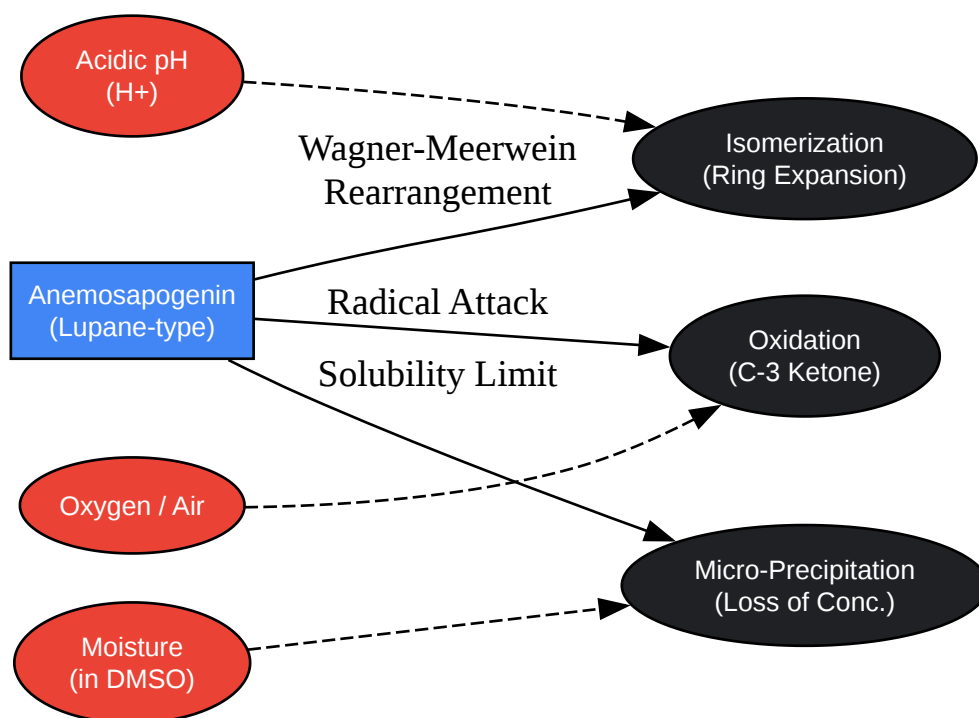 Acidic pH
(H+)
Wagner-Meerwein
Rearrangement
Isomerization
(Ring Expansion)
Anemosapogenin
(Lupane-type)
Radical Attack
Solubility Limit
Oxidation
(C-3 Ketone)
Oxygen / Air
Micro-Precipitation
(Loss of Conc.)
Moisture
(in DMSO)